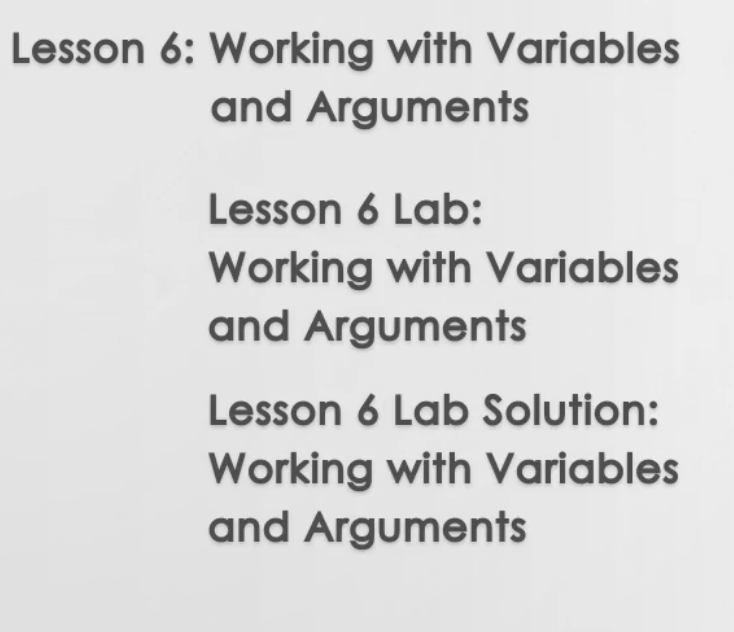 Lesson 6: Working with Variables
and Arguments
Lesson 6 Lab:
Working with Variables
and Arguments
Lesson 6 Lab Solution:
Working with Variables
and Arguments